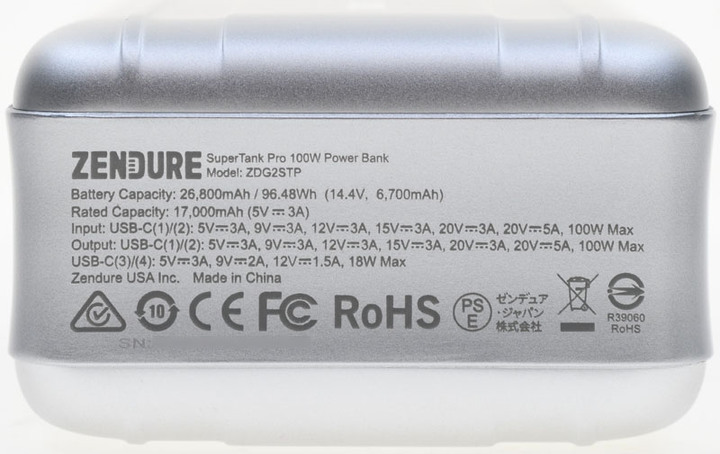 ZENDURE SuperTank Pro 100W Power Bank
Model: ZDG2STP
Battery Capacity: 26,800mAh / 96.48Wh (14.4V, 6,700mAh)
Rated Capacity: 17,000mAh (5V⎓3A)
Input: USB-C(1)/(2): 5V⎓3A, 9V⎓3A, 12V⎓3A, 15V⎓3A, 20V⎓3A, 20V⎓5A, 100W Max
Output: USB-C(1)/(2): 5V⎓3A, 9V⎓3A, 12V⎓3A, 15V⎓3A, 20V⎓3A, 20V⎓5A, 100W Max
USB-C(3)/(4): 5V⎓3A, 9V⎓2A, 12V⎓1.5A, 18W Max
Zendure USA Inc. Made in China
10 CE FC RoHS
PS
E
ゼンデュア
・ジャパン
株式会社
R39060
RoHS
SN: